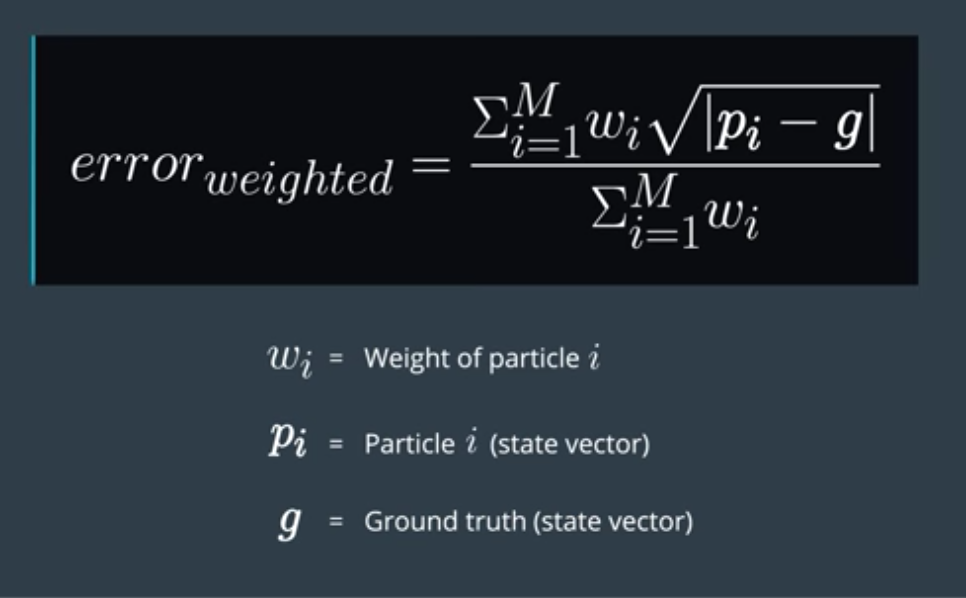 error_weighted = Σ_{i=1}^{M} w_i √|p_i − g| / Σ_{i=1}^{M} w_i
w_i = Weight of particle i
p_i = Particle i (state vector)
g = Ground truth (state vector)